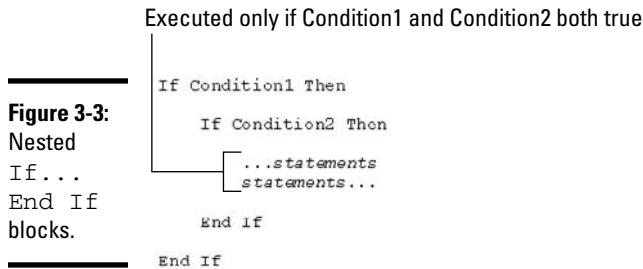 Executed only if Condition1 and Condition2 both true
If Condition1 Then
If Condition2 Then
...statements
statements...
End If
End If
Figure 3-3:
Nested
If...
End If
blocks.